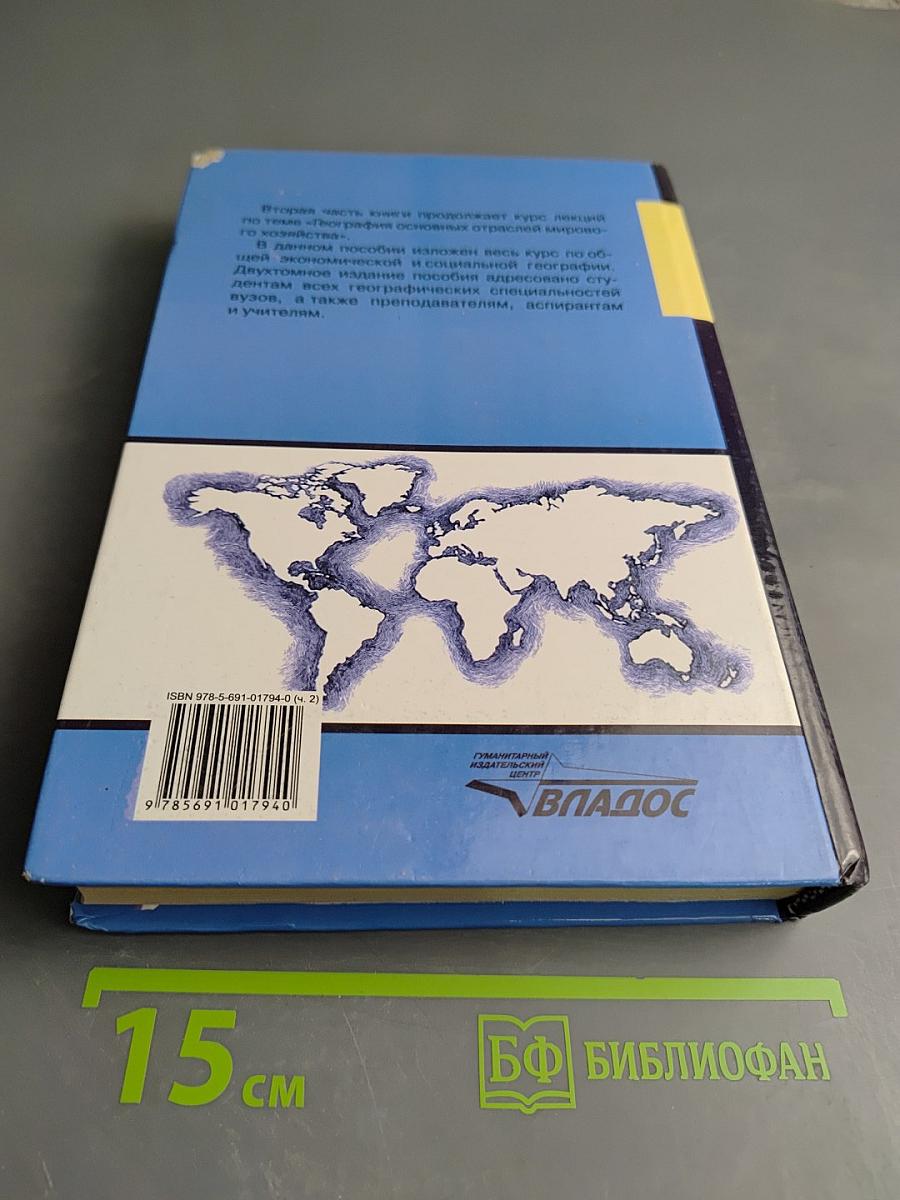 Вторая часть книги продолжает курс лекций
по теме «География основных отраслей мирово-
го хозяйства».
В данном пособии изложен весь курс по об-
щей экономической и социальной географии.
Двухтомное издание пособия адресовано сту-
дентам всех географических специальностей
вузов, а также преподавателям, аспирантам
и учителям.
ISBN 978-5-691-01794-0 (ч. 2)
9 785691 017940
ГУМАНИТАРНЫЙ
ИЗДАТЕЛЬСКИЙ
ЦЕНТР
ВЛАДОС
15 см
БФ БИБЛИОФАН